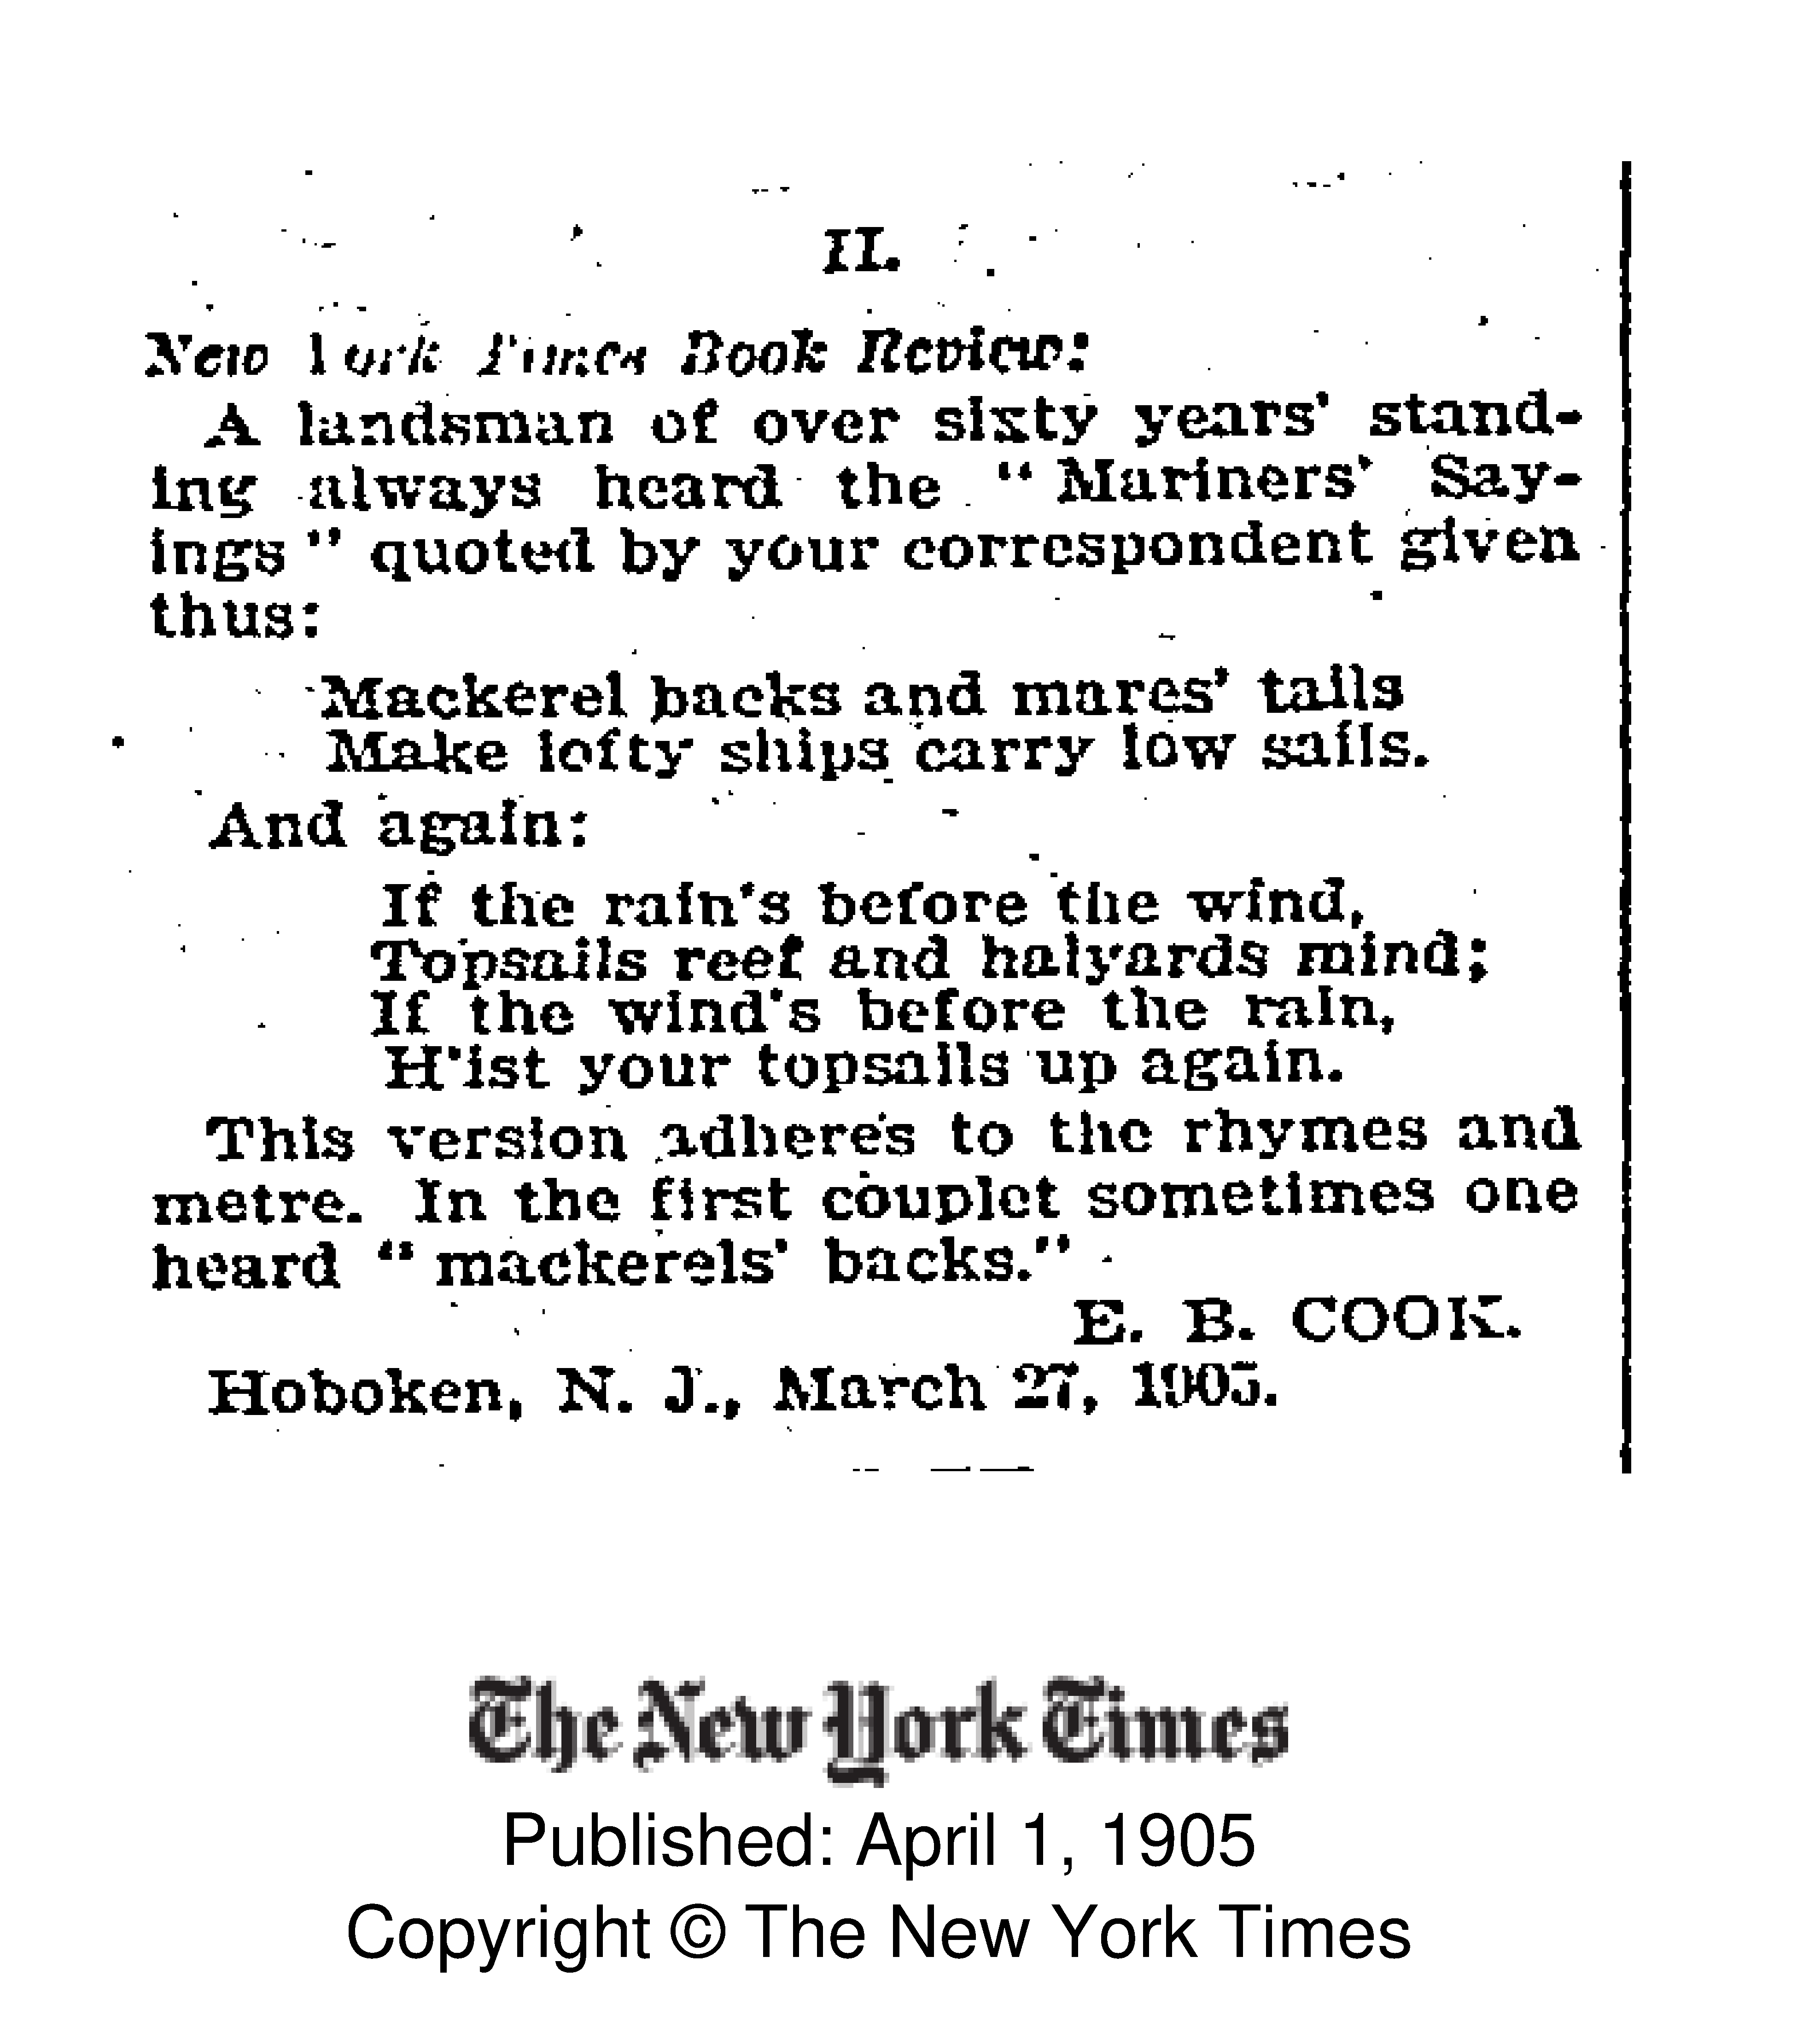 II.
New York Times Book Review:
A landsman of over sixty years' stand-
ing always heard the "Mariners' Say-
ings" quoted by your correspondent given
thus:
Mackerel backs and mares' tails
Make lofty ships carry low sails.
And again:
If the rain's before the wind,
Topsails reef and halyards mind;
If the wind's before the rain,
H'ist your topsails up again.
This version adheres to the rhymes and
metre. In the first couplet sometimes one
heard "mackerels' backs."
E. B. COOK.
Hoboken, N. J., March 27, 1905.
The New York Times
Published: April 1, 1905
Copyright © The New York Times